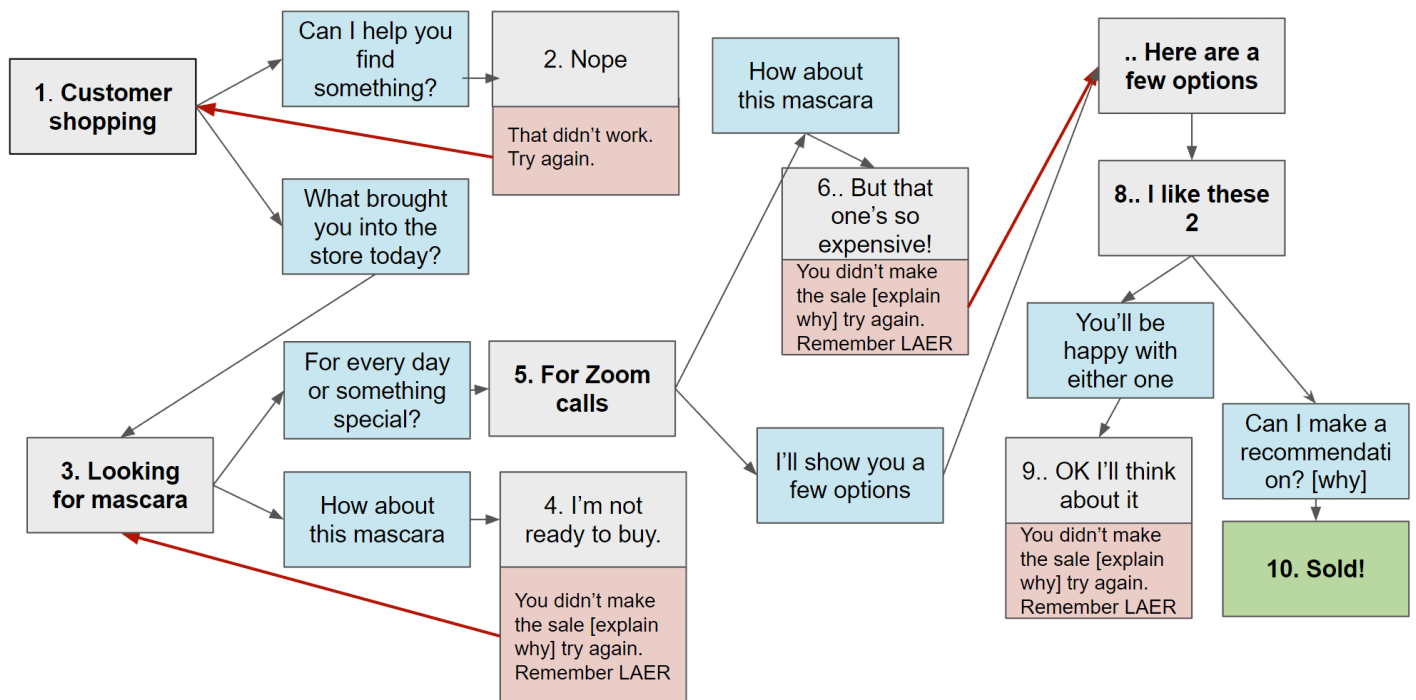 1. Customer
shopping
Can I help you
find
something?
2. Nope
That didn’t work.
Try again.
What brought
you into the
store today?
3. Looking
for mascara
For every day
or something
special?
How about
this mascara
4. I’m not
ready to buy.
You didn’t make
the sale [explain
why] try again.
Remember LAER
5. For Zoom
calls
How about
this mascara
6.. But that
one’s so
expensive!
You didn’t make
the sale [explain
why] try again.
Remember LAER
I’ll show you a
few options
.. Here are a
few options
8.. I like these
2
You’ll be
happy with
either one
9.. OK I’ll think
about it
You didn’t make
the sale [explain
why] try again.
Remember LAER
Can I make a
recommendati
on? [why]
10. Sold!